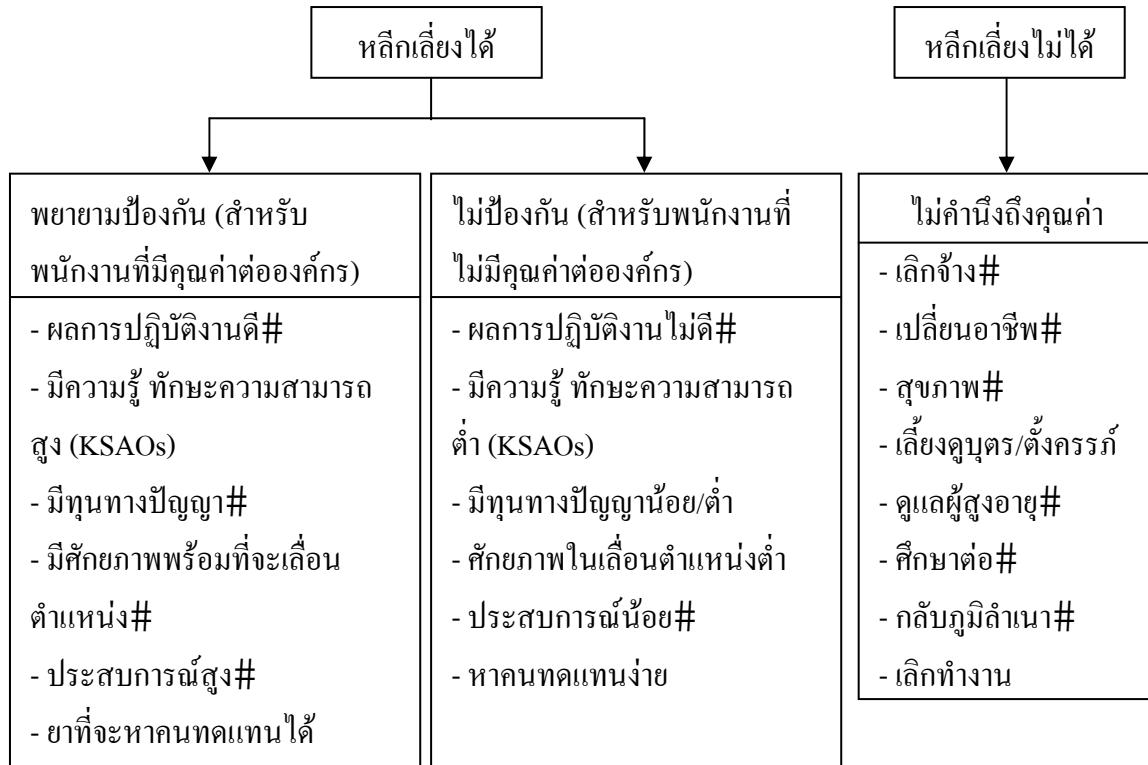 หลีกเลี่ยงได้
หลีกเลี่ยงไม่ได้
พยายามป้องกัน (สำหรับ
พนักงานที่มีคุณค่าต่อองค์กร)
- ผลการปฏิบัติงานดี#
- มีความรู้ ทักษะความสามารถ
สูง (KSAOs)
- มีทุนทางปัญญา#
- มีศักยภาพพร้อมที่จะเลื่อน
ตำแหน่ง#
- ประสบการณ์สูง#
- ยาที่จะหาคนทดแทนได้
ไม่ป้องกัน (สำหรับพนักงานที่
ไม่มีคุณค่าต่อองค์กร)
- ผลการปฏิบัติงานไม่ดี#
- มีความรู้ ทักษะความสามารถ
ต่ำ (KSAOs)
- มีทุนทางปัญญาน้อย/ต่ำ
- ศักยภาพในเลื่อนตำแหน่งต่ำ
- ประสบการณ์น้อย#
- หาคนทดแทนง่าย
ไม่คำนึงถึงคุณค่า
- เลิกจ้าง#
- เปลี่ยนอาชีพ#
- สุขภาพ#
- เลี้ยงดูบุตร/ตั้งครรภ์
- ดูแลผู้สูงอายุ#
- ศึกษาต่อ#
- กลับภูมิลำเนา#
- เลิกทำงาน